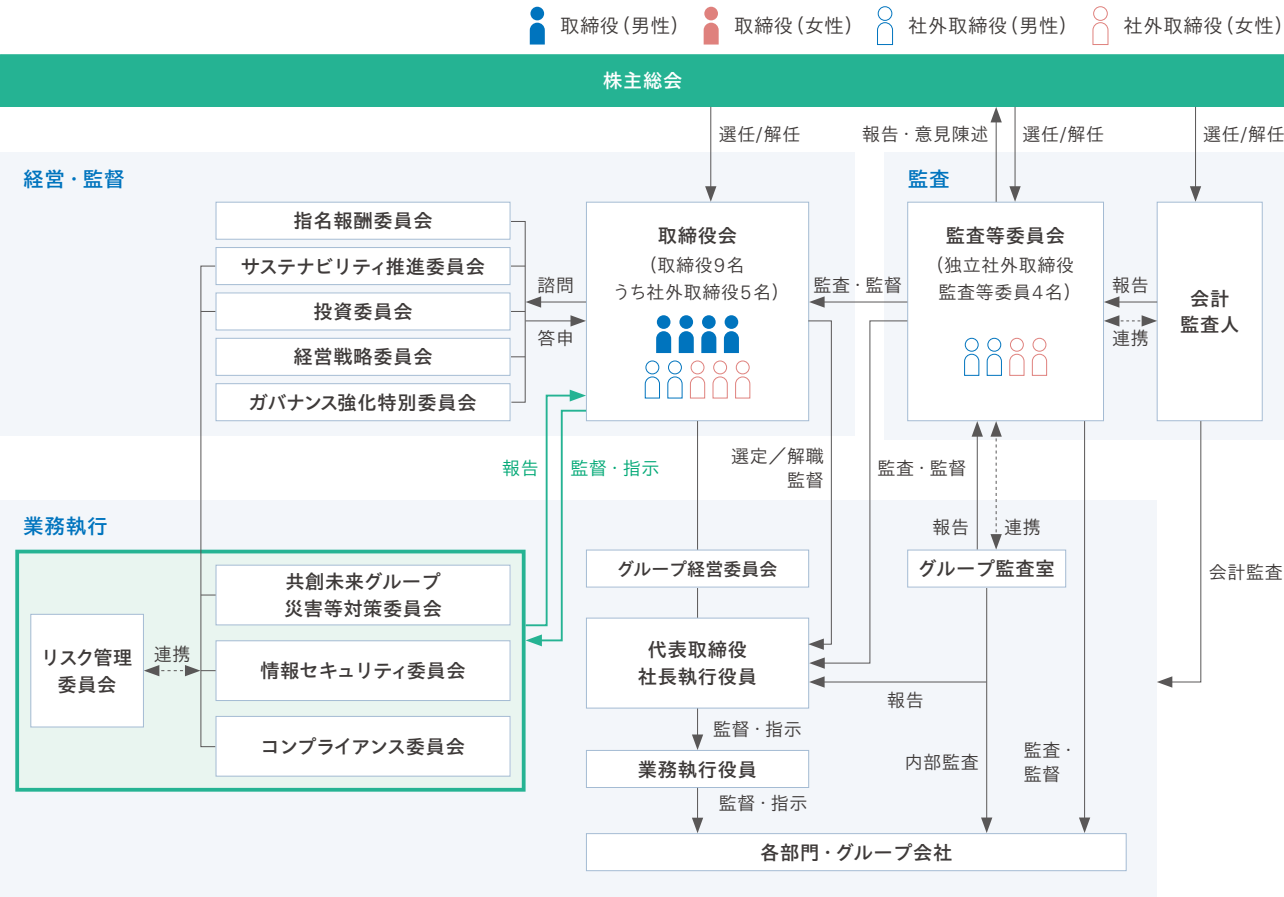 取締役（男性）
取締役（女性）
社外取締役（男性）
社外取締役（女性）
株主総会
選任/解任
報告・意見陳述
選任/解任
選任/解任
経営・監督
監査
指名報酬委員会
サステナビリティ推進委員会
投資委員会
経営戦略委員会
ガバナンス強化特別委員会
諮問
答申
取締役会
（取締役9名
うち社外取締役5名）
監査・監督
監査等委員会
（独立社外取締役
監査等委員4名）
報告
連携
会計
監査人
報告
監督・指示
選定／解職
監督
監査・監督
報告
連携
会計監査
業務執行
リスク管理
委員会
連携
共創未来グループ
災害等対策委員会
情報セキュリティ委員会
コンプライアンス委員会
グループ経営委員会
グループ監査室
代表取締役
社長執行役員
報告
監督・指示
業務執行役員
内部監査
監査・
監督
監督・指示
各部門・グループ会社